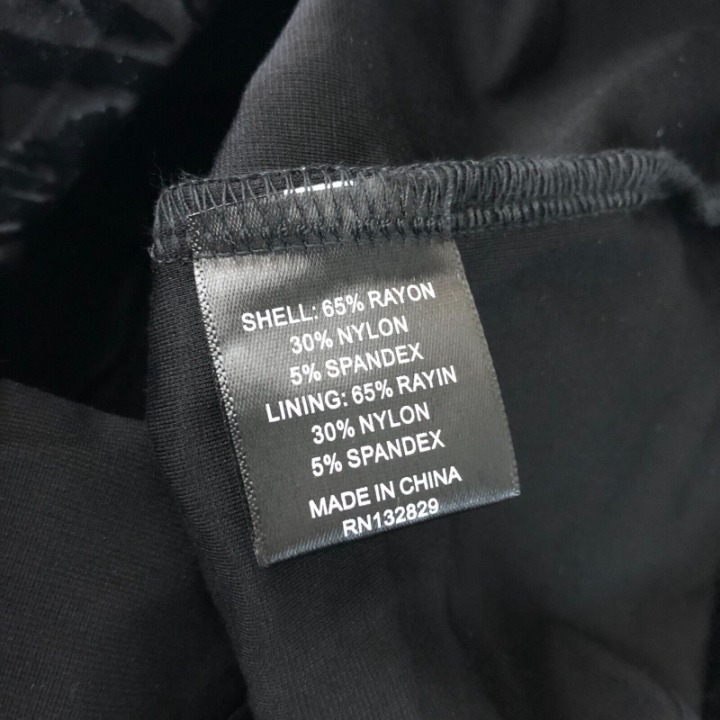 SHELL: 65% RAYON
30% NYLON
5% SPANDEX
LINING: 65% RAYIN
30% NYLON
5% SPANDEX
MADE IN CHINA
RN132829